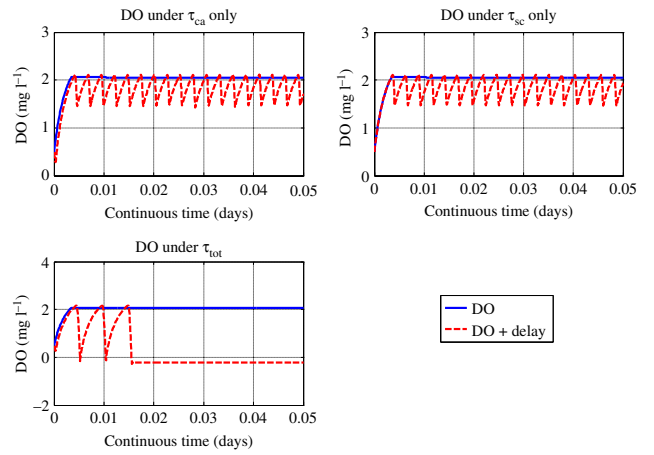 DO under τca only
DO (mg l−1)
3
2
1
0
0 0.01 0.02 0.03 0.04 0.05
Continuous time (days)
DO under τsc only
DO (mg l−1)
3
2
1
0
0 0.01 0.02 0.03 0.04 0.05
Continuous time (days)
DO under τtot
DO (mg l−1)
4
2
0
−2
0 0.01 0.02 0.03 0.04 0.05
Continuous time (days)
DO
DO + delay